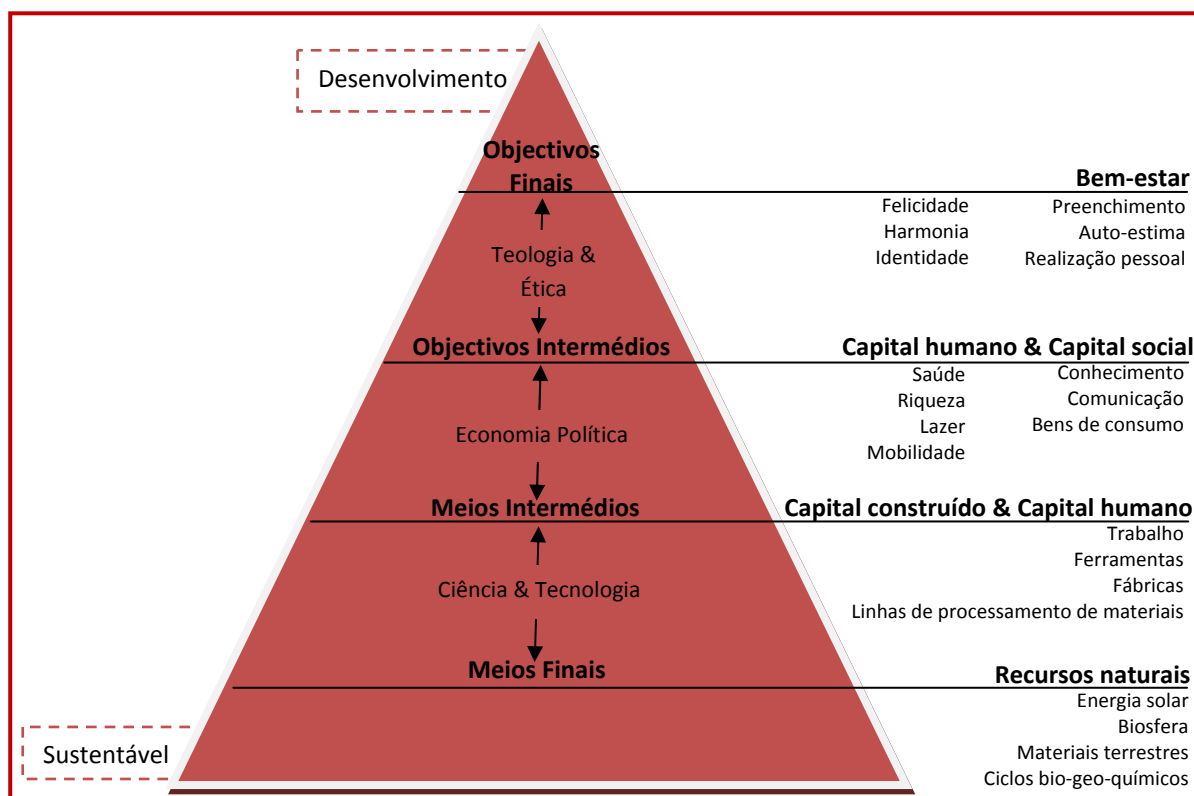 Desenvolvimento
Objectivos
Finais
Bem-estar
Felicidade
Harmonia
Identidade
Preenchimento
Auto-estima
Realização pessoal
Teologia &
Ética
Objectivos Intermédios
Capital humano & Capital social
Saúde
Riqueza
Lazer
Mobilidade
Conhecimento
Comunicação
Bens de consumo
Economia Política
Meios Intermédios
Capital construído & Capital humano
Trabalho
Ferramentas
Fábricas
Linhas de processamento de materiais
Ciência & Tecnologia
Meios Finais
Recursos naturais
Energia solar
Biosfera
Materiais terrestres
Ciclos bio-geo-químicos
Sustentável